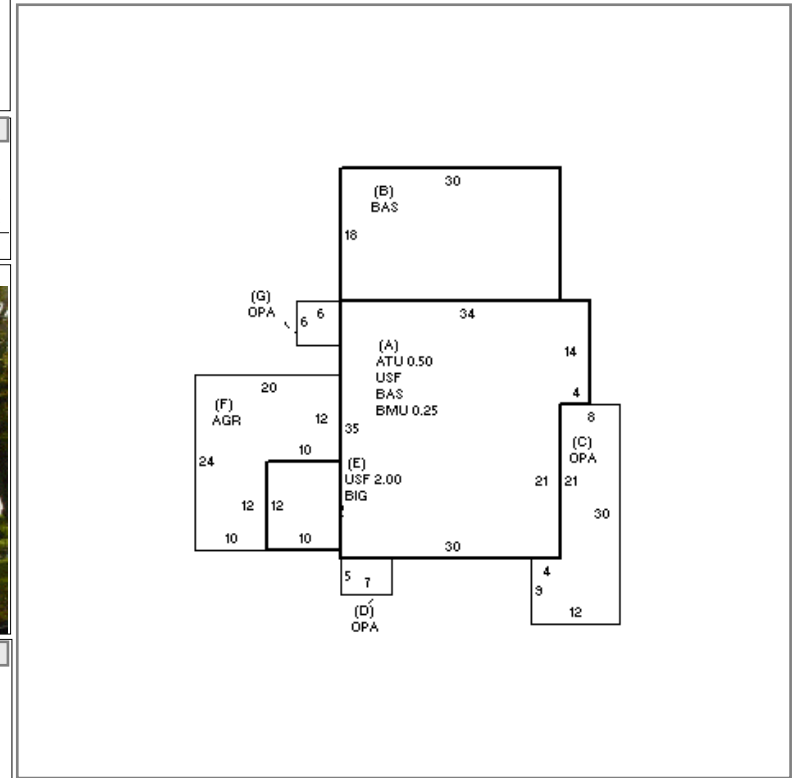 30
(B)
BAS
18
(G)
OPA
6
6
34
(A)
ATU 0.50
USF
BAS
BMU 0.25
14
4
20
(F)
AGR
12
10
24
35
8
(C)
OPA
(E)
USF 2.00
BIG
21
21
30
12
12
10
10
30
5
7
4
9
12
(D)
OPA